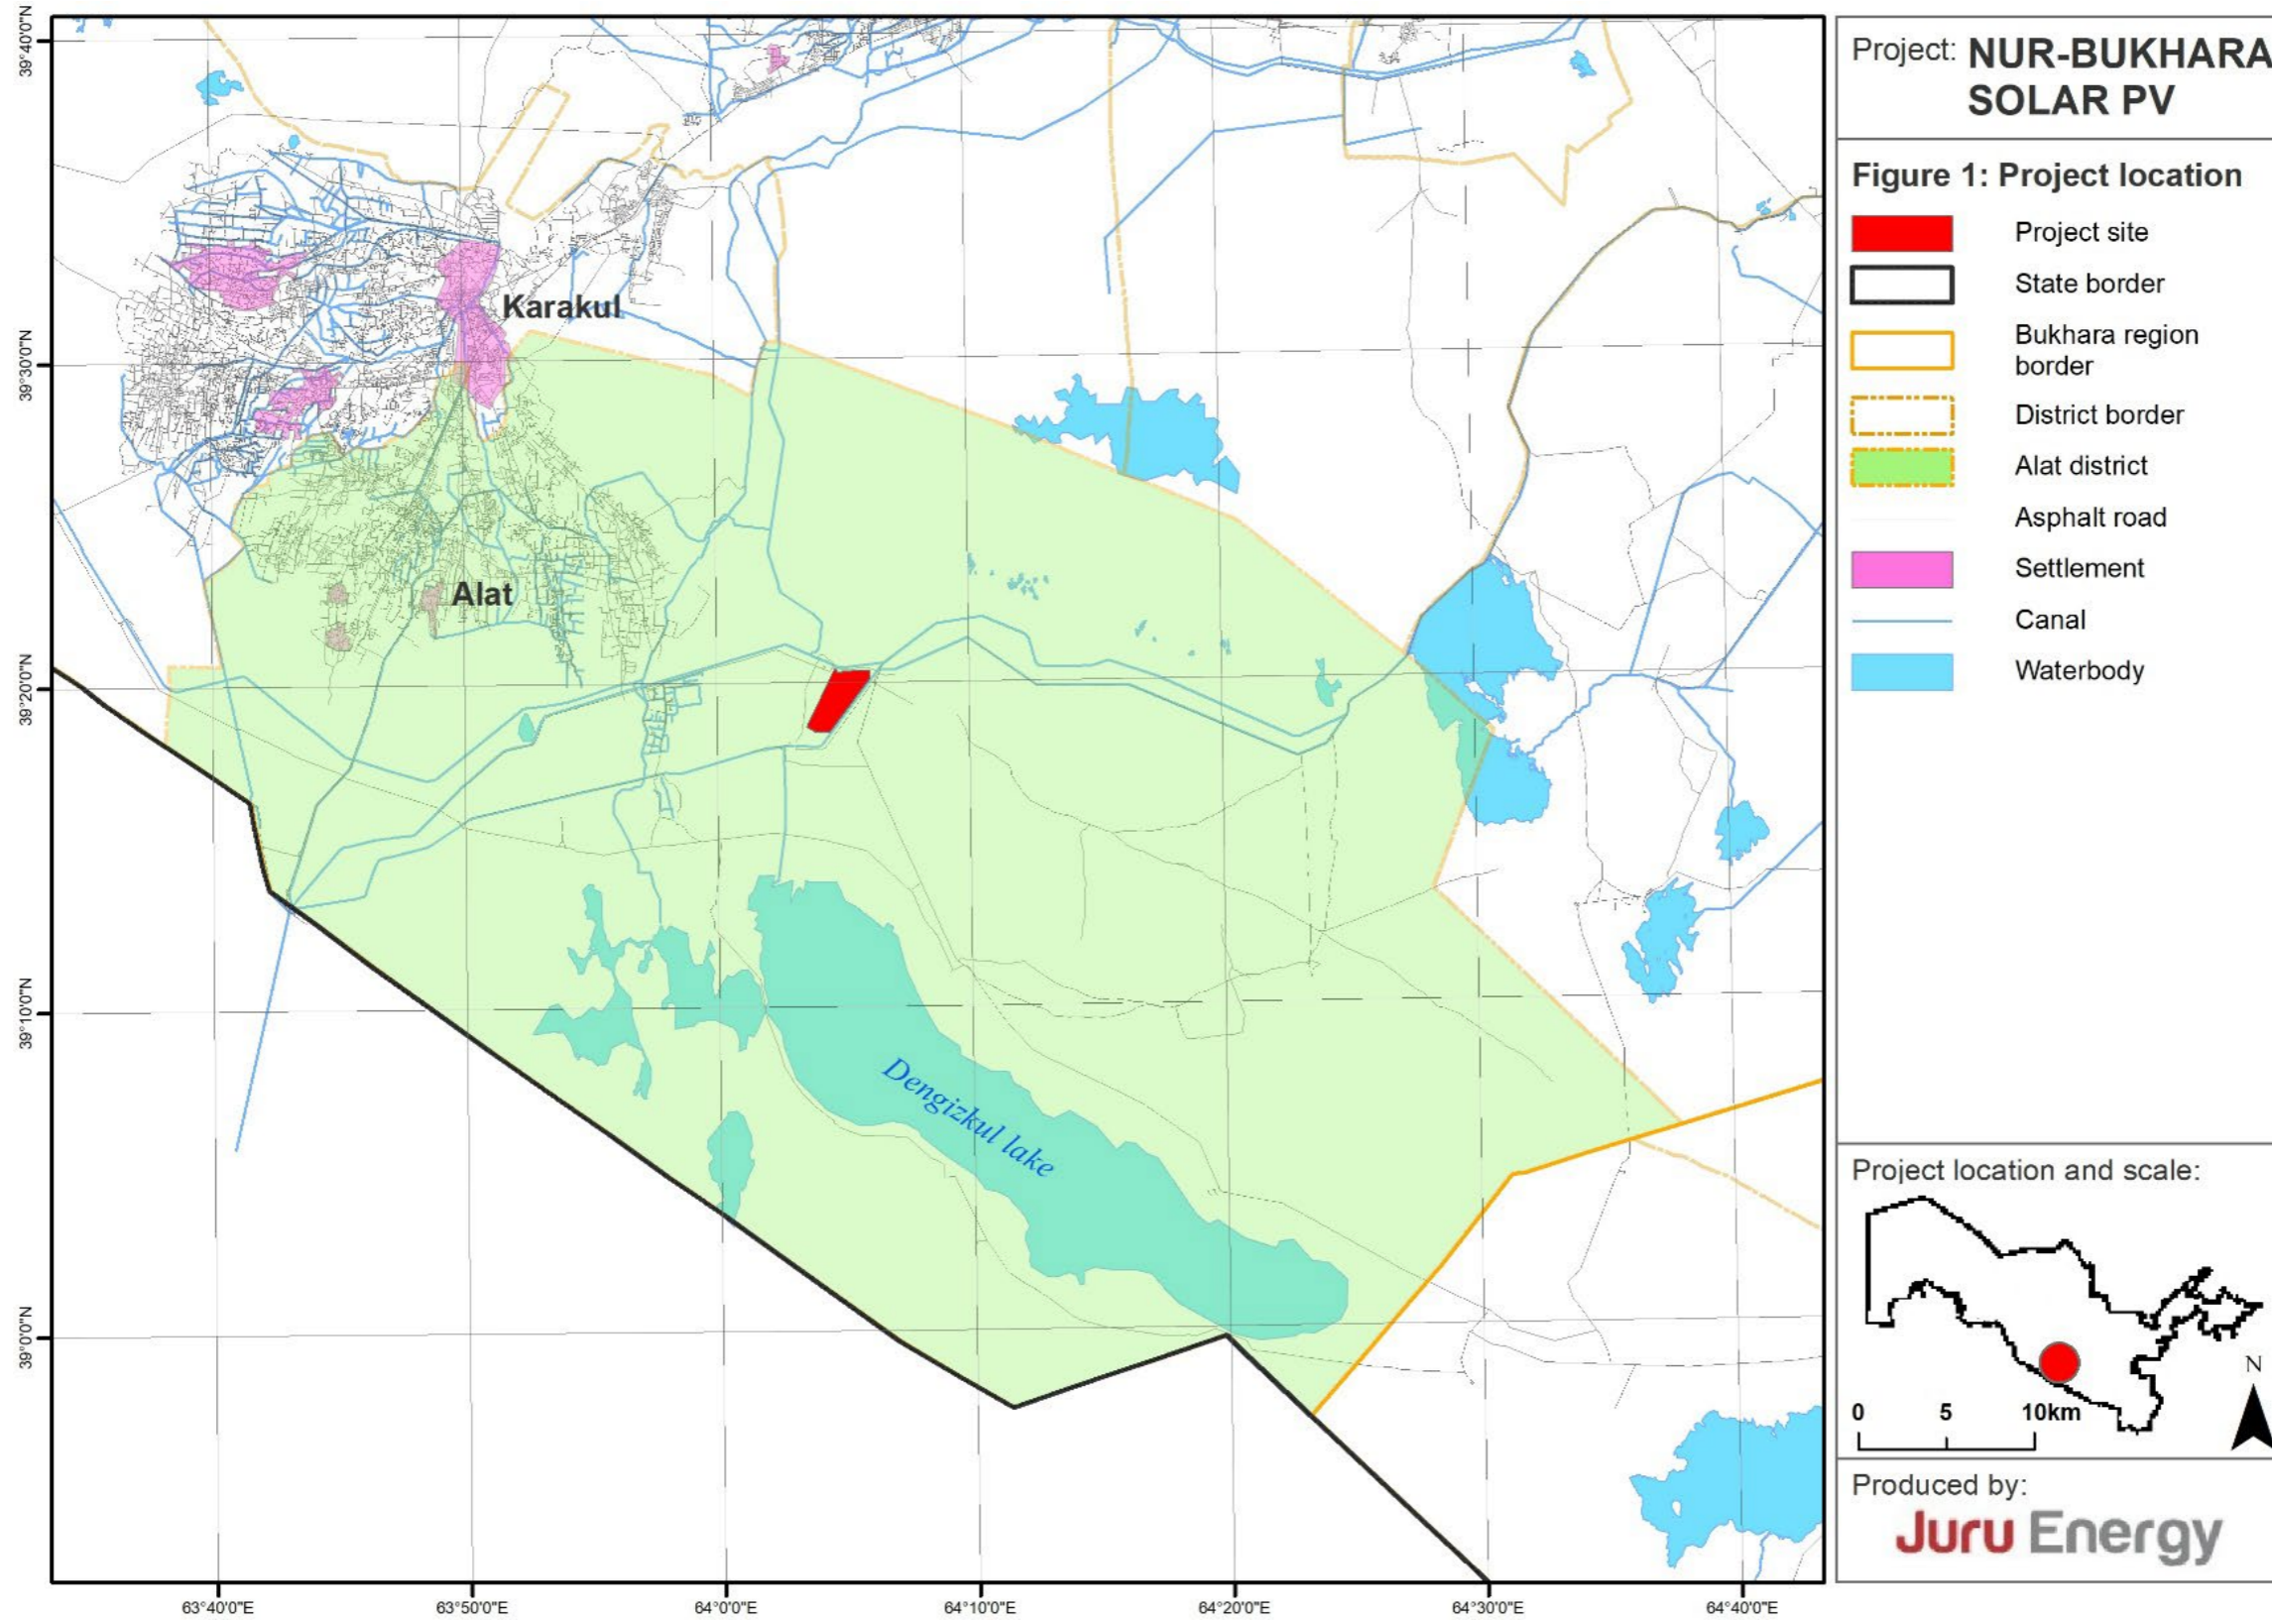 39°40'0"N
39°30'0"N
39°20'0"N
39°10'0"N
39°0'0"N
Karakul
Alat
Dengizkul lake
63°40'0"E
63°50'0"E
64°0'0"E
64°10'0"E
64°20'0"E
64°30'0"E
64°40'0"E
Project: NUR-BUKHARA
SOLAR PV
Figure 1: Project location
Project site
State border
Bukhara region
border
District border
Alat district
Asphalt road
Settlement
Canal
Waterbody
Project location and scale:
N
0 5 10km
Produced by:
Juru Energy